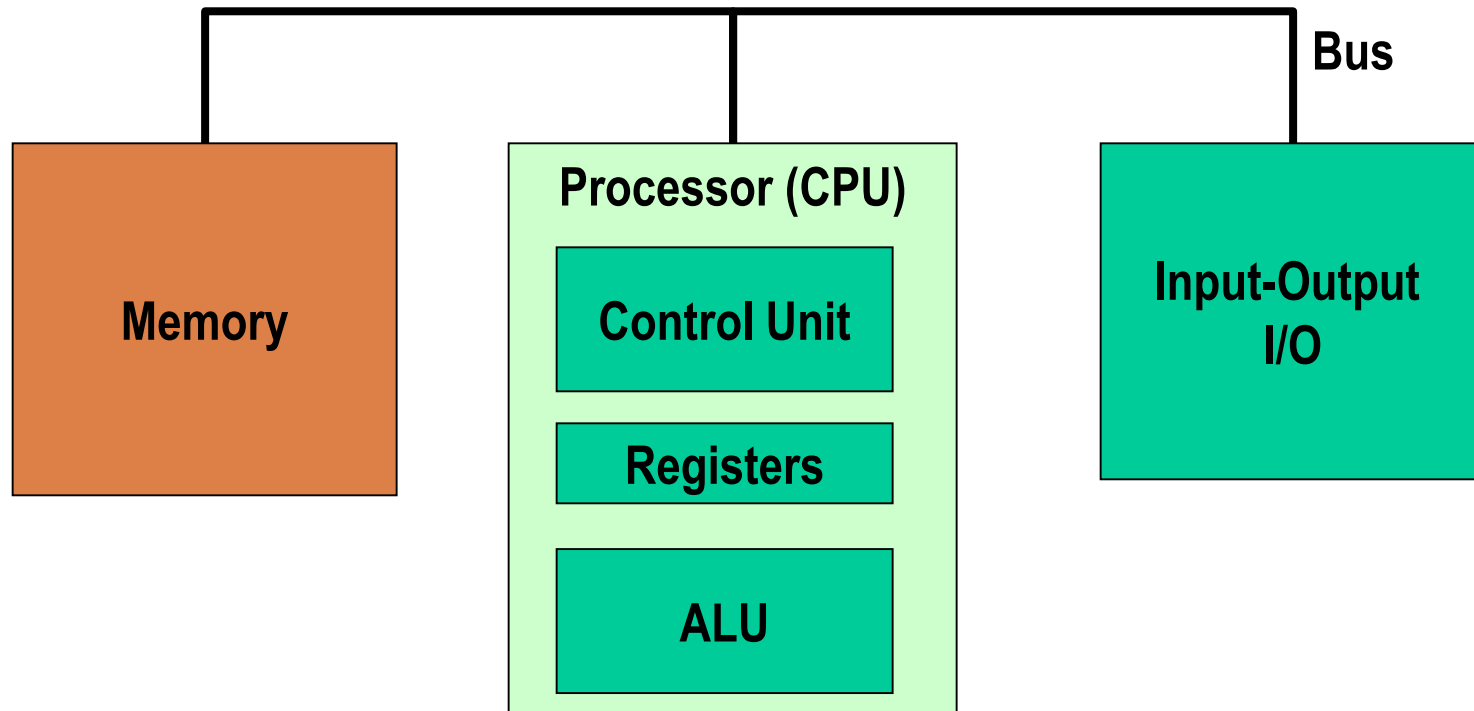 Bus
Processor (CPU)
Memory
Control Unit
Input-Output
I/O
Registers
ALU